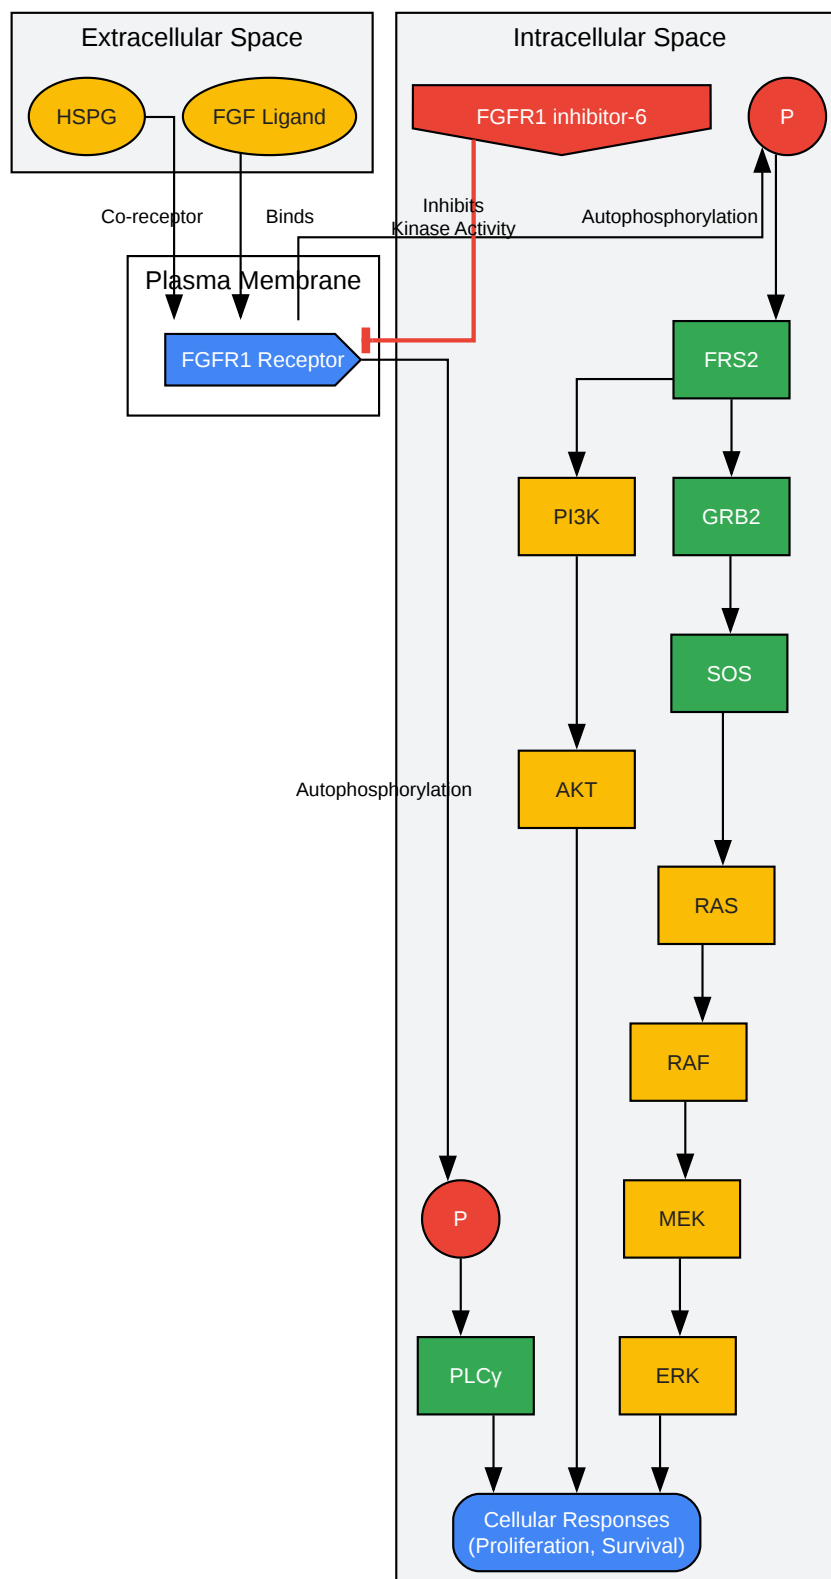 Extracellular Space
Intracellular Space
HSPG
FGF Ligand
FGFR1 inhibitor-6
P
Co-receptor
Binds
Inhibits
Kinase Activity
Autophosphorylation
Plasma Membrane
FGFR1 Receptor
FRS2
PI3K
GRB2
SOS
Autophosphorylation
AKT
RAS
RAF
P
MEK
PLCγ
ERK
Cellular Responses
(Proliferation, Survival)